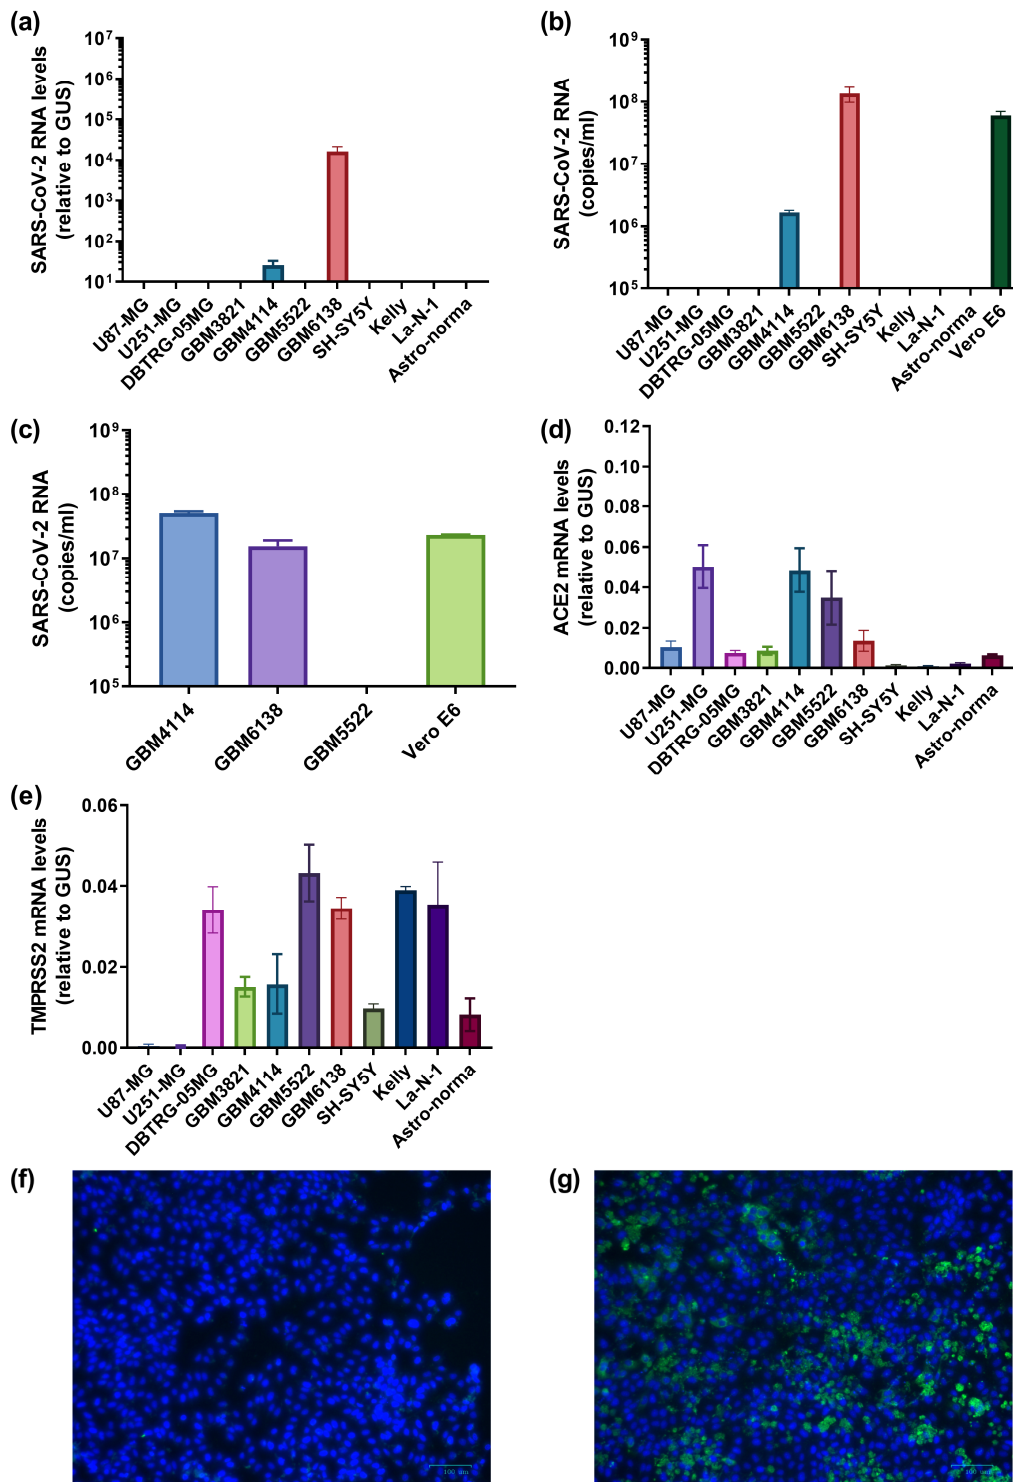 (a)
SARS-CoV-2 RNA levels
(relative to GUS)
10⁷
10⁶
10⁵
10⁴
10³
10²
10¹
U87-MG
U251-MG
DBTRG-05MG
GBM3821
GBM4114
GBM5522
GBM6138
SH-SY5Y
Kelly
La-N-1
Astro-norma
(b)
SARS-CoV-2 RNA
(copies/ml)
10⁹
10⁸
10⁷
10⁶
10⁵
U87-MG
U251-MG
DBTRG-05MG
GBM3821
GBM4114
GBM5522
GBM6138
SH-SY5Y
Kelly
La-N-1
Astro-norma
Vero E6
(c)
SARS-CoV-2 RNA
(copies/ml)
10⁹
10⁸
10⁷
10⁶
10⁵
GBM4114
GBM6138
GBM5522
Vero E6
(d)
ACE2 mRNA levels
(relative to GUS)
0.12
0.10
0.08
0.06
0.04
0.02
0.00
U87-MG
U251-MG
DBTRG-05MG
GBM3821
GBM4114
GBM5522
GBM6138
SH-SY5Y
Kelly
La-N-1
Astro-norma
(e)
TMPRSS2 mRNA levels
(relative to GUS)
0.06
0.04
0.02
0.00
U87-MG
U251-MG
DBTRG-05MG
GBM3821
GBM4114
GBM5522
GBM6138
SH-SY5Y
Kelly
La-N-1
Astro-norma
(f)
100 um
(g)
100 um